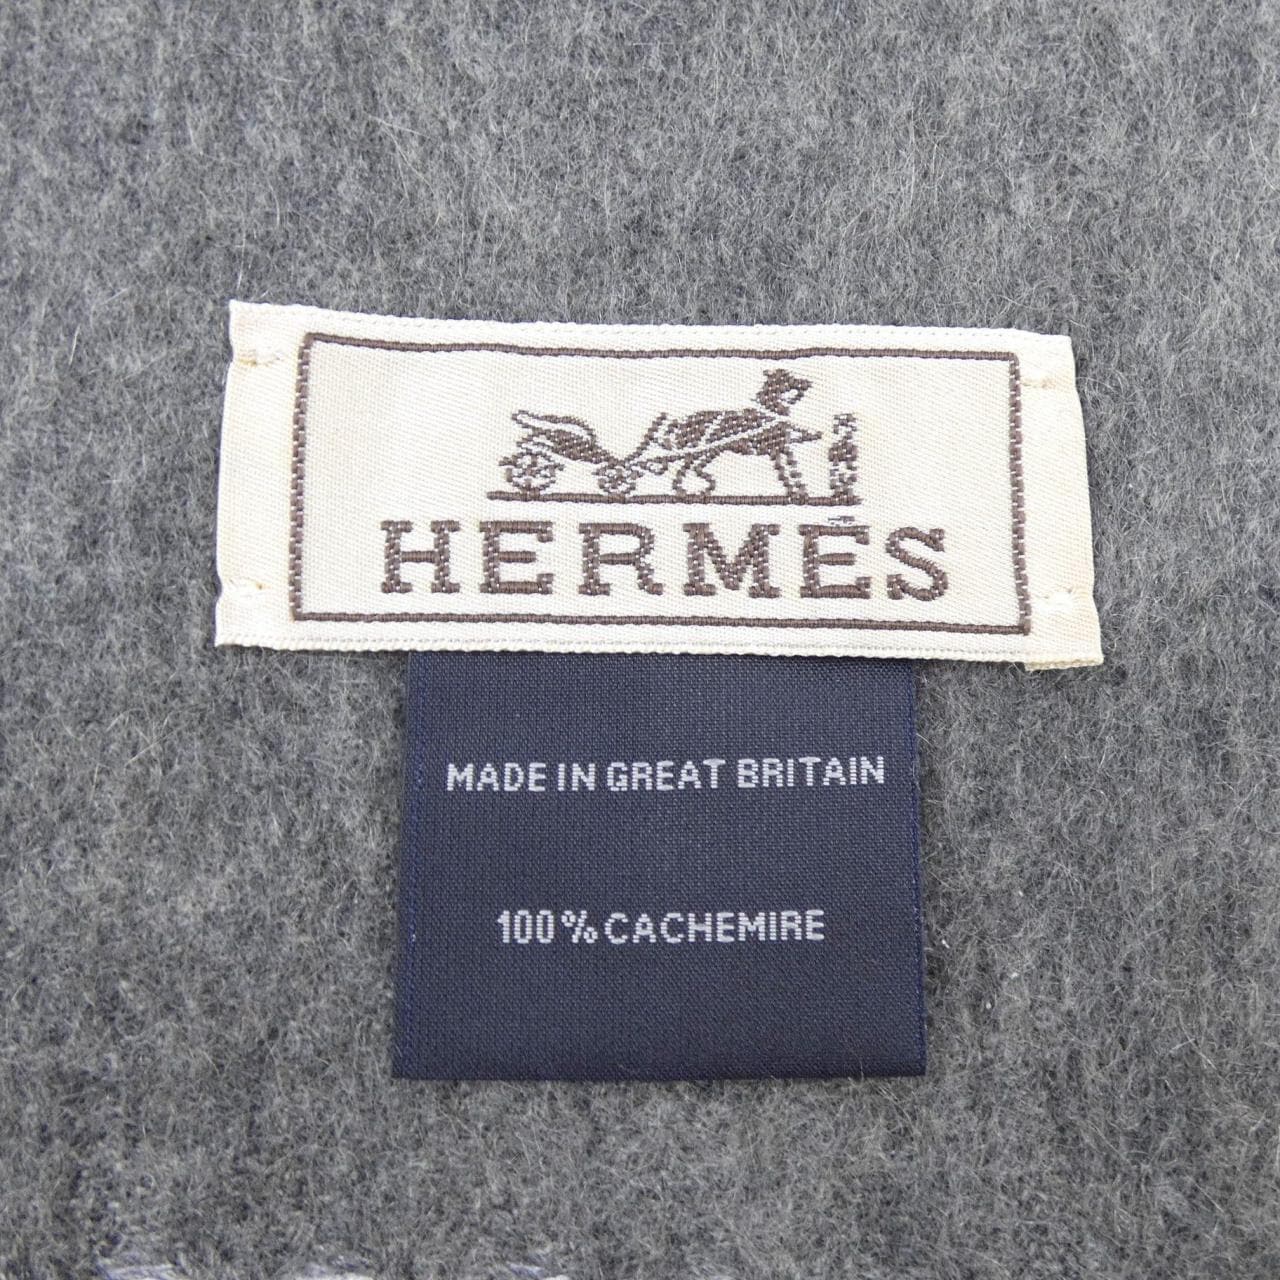 HERMÈS
MADE IN GREAT BRITAIN
100% CACHEMIRE